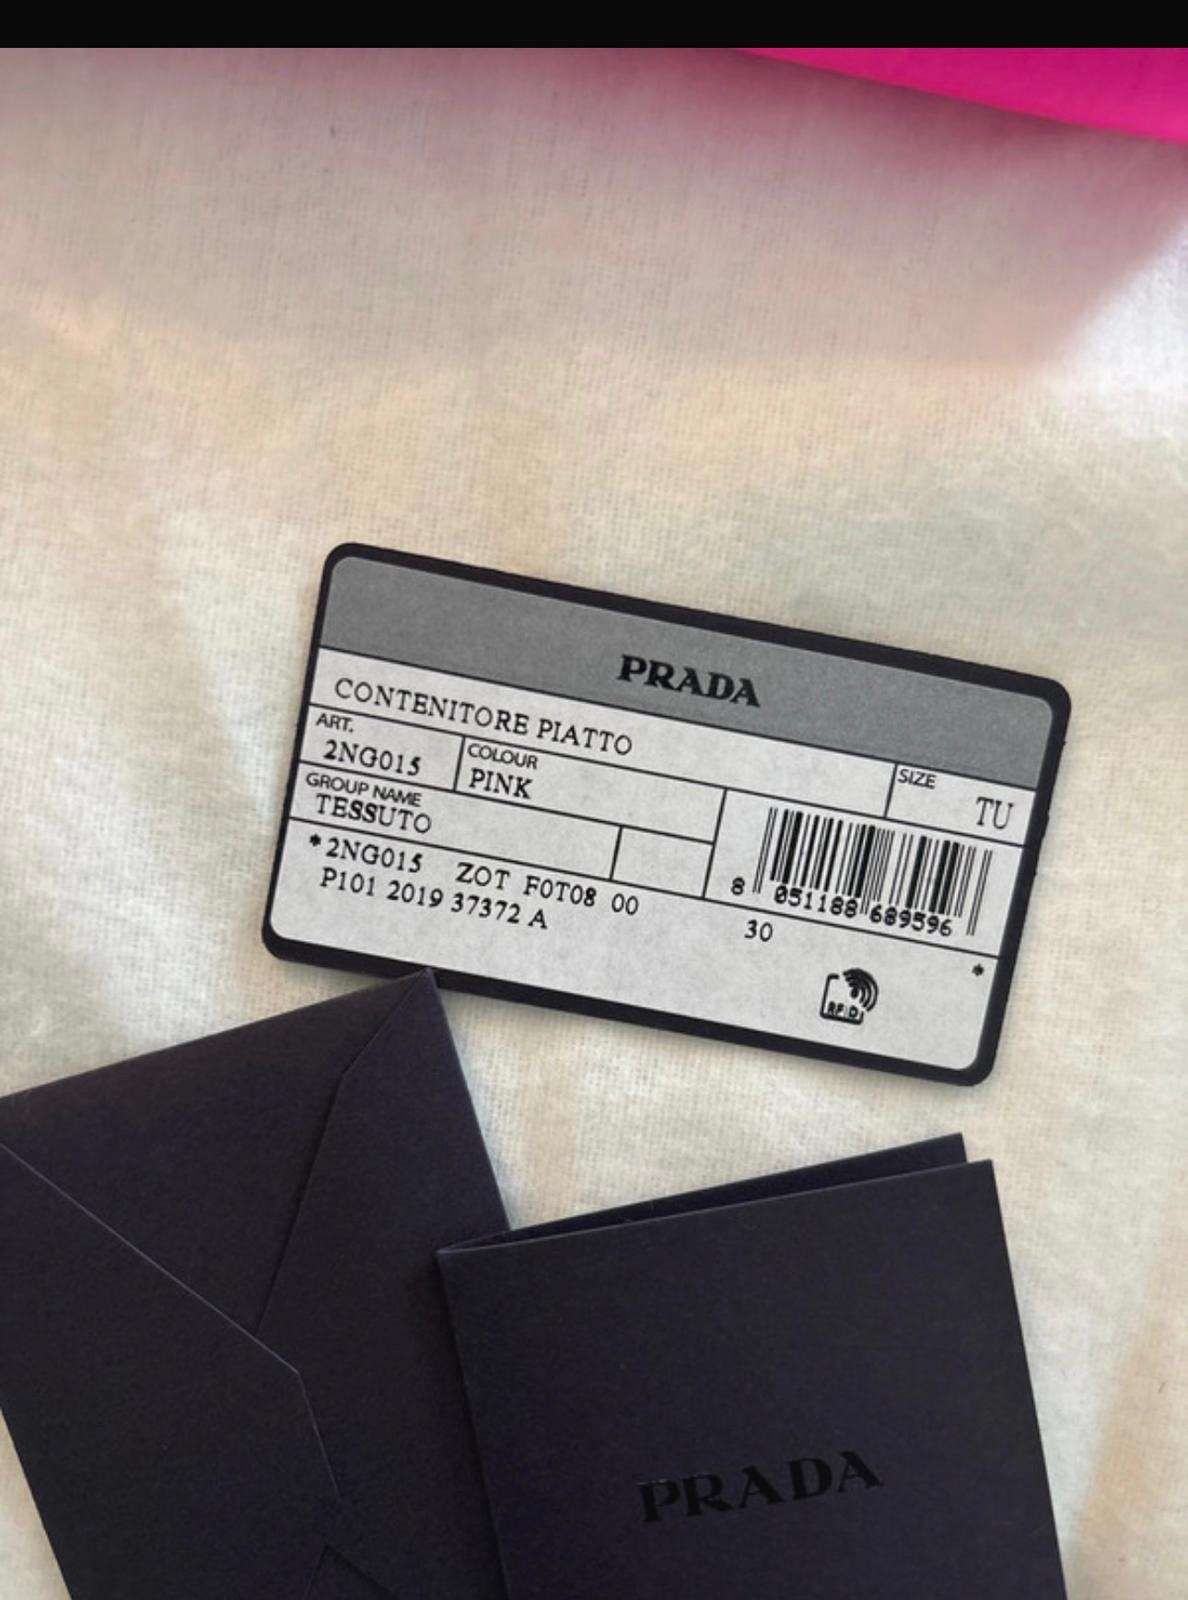 PRADA
CONTENITORE PIATTO
SIZE
TU
ART.
2NG015
COLOUR
PINK
GROUP NAME
TESSUTO
8 051188 689596
*2NG015 ZOT F0T08 00
30
*
P101 2019 37372 A
RFID
PRADA